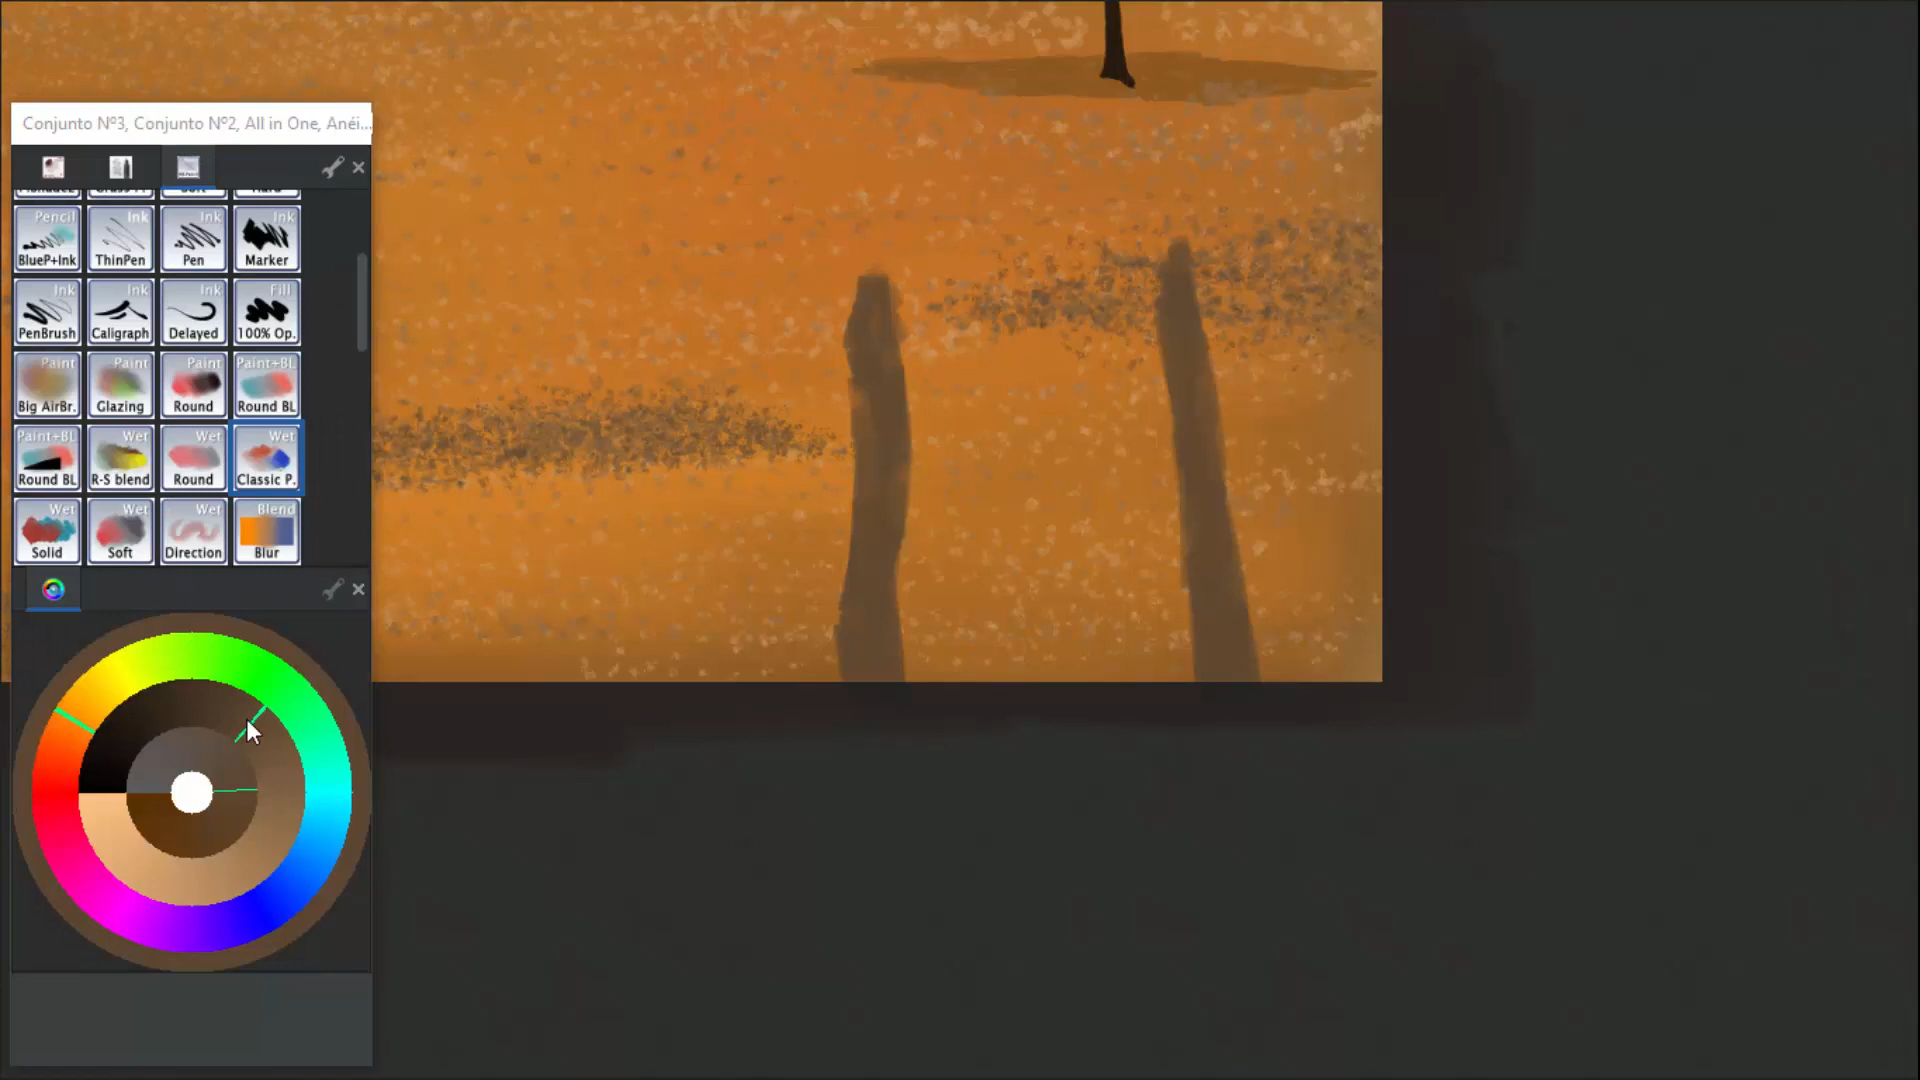 Conjunto Nº3, Conjunto Nº2, All in One, Anéi...
Pencil Ink Ink Ink
BlueP+Ink ThinPen Pen Marker
Ink Ink Ink Fill
PenBrush Caligraph Delayed 100% Op.
Paint Paint Paint Paint+BL
Big AirBr. Glazing Round Round BL
Paint+BL Wet Wet Wet
Round BL R-S blend Round Classic P.
Wet Wet Wet Blend
Solid Soft Direction Blur